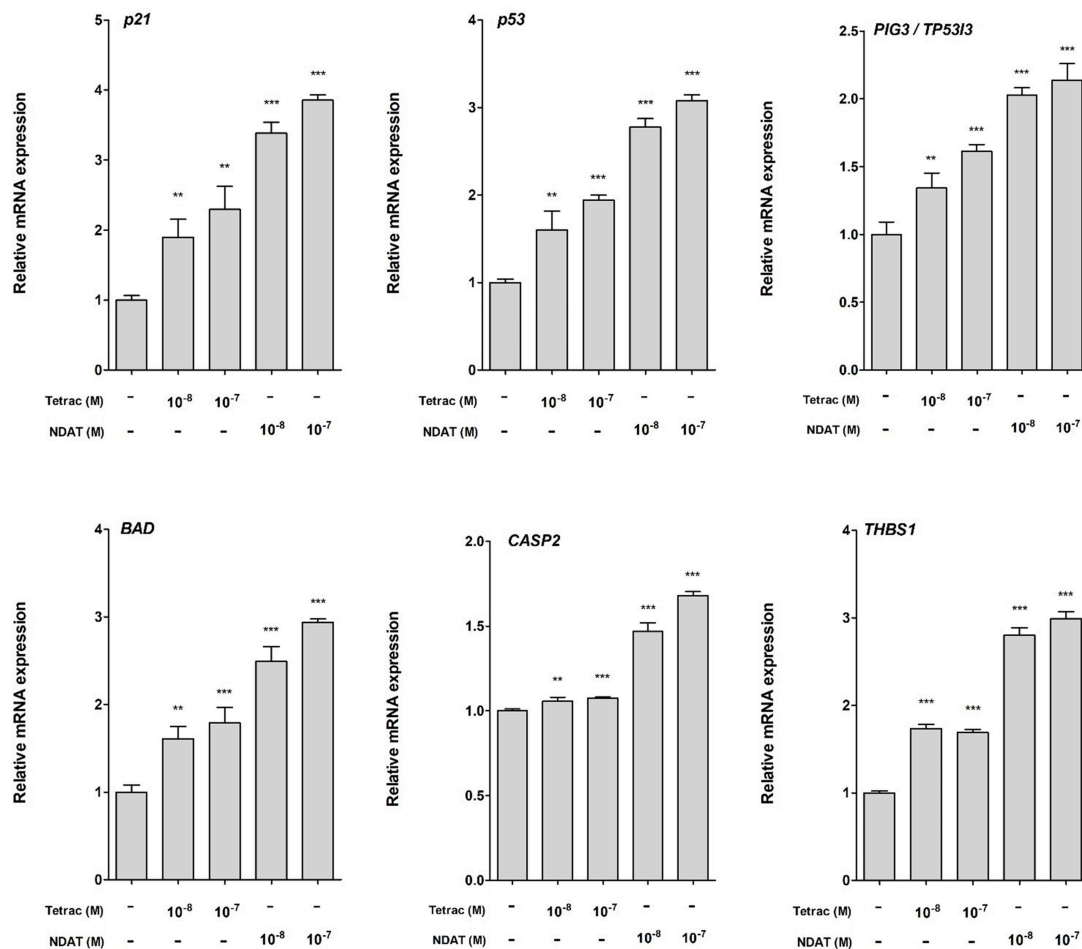 p21
Relative mRNA expression
5
4
3
2
1
0
**
**
***
***
Tetrac (M) - 10⁻⁸ 10⁻⁷ - -
NDAT (M) - - - 10⁻⁸ 10⁻⁷
p53
Relative mRNA expression
4
3
2
1
0
**
***
***
***
Tetrac (M) - 10⁻⁸ 10⁻⁷ - -
NDAT (M) - - - 10⁻⁸ 10⁻⁷
PIG3 / TP53I3
Relative mRNA expression
2.5
2.0
1.5
1.0
0.5
0.0
**
***
***
***
Tetrac (M) - 10⁻⁸ 10⁻⁷ - -
NDAT (M) - - - 10⁻⁸ 10⁻⁷
BAD
Relative mRNA expression
4
3
2
1
0
**
***
***
***
Tetrac (M) - 10⁻⁸ 10⁻⁷ - -
NDAT (M) - - - 10⁻⁸ 10⁻⁷
CASP2
Relative mRNA expression
2.0
1.5
1.0
0.5
0.0
**
***
***
***
Tetrac (M) - 10⁻⁸ 10⁻⁷ - -
NDAT (M) - - - 10⁻⁸ 10⁻⁷
THBS1
Relative mRNA expression
4
3
2
1
0
***
***
***
***
Tetrac (M) - 10⁻⁸ 10⁻⁷ - -
NDAT (M) - - - 10⁻⁸ 10⁻⁷